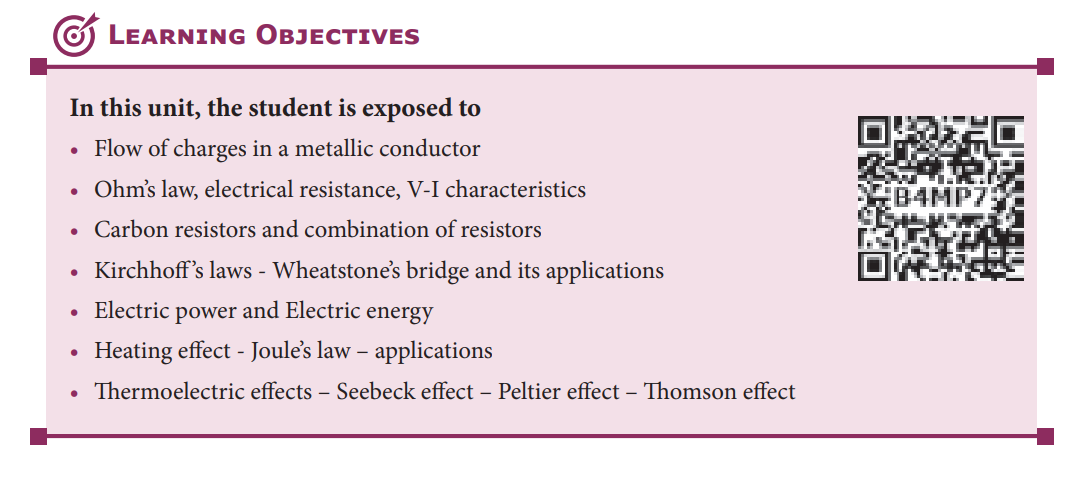 LEARNING OBJECTIVES
In this unit, the student is exposed to
• Flow of charges in a metallic conductor
• Ohm’s law, electrical resistance, V-I characteristics
• Carbon resistors and combination of resistors
• Kirchhoff’s laws - Wheatstone’s bridge and its applications
• Electric power and Electric energy
• Heating effect - Joule’s law – applications
• Thermoelectric effects – Seebeck effect – Peltier effect – Thomson effect
B4MP7